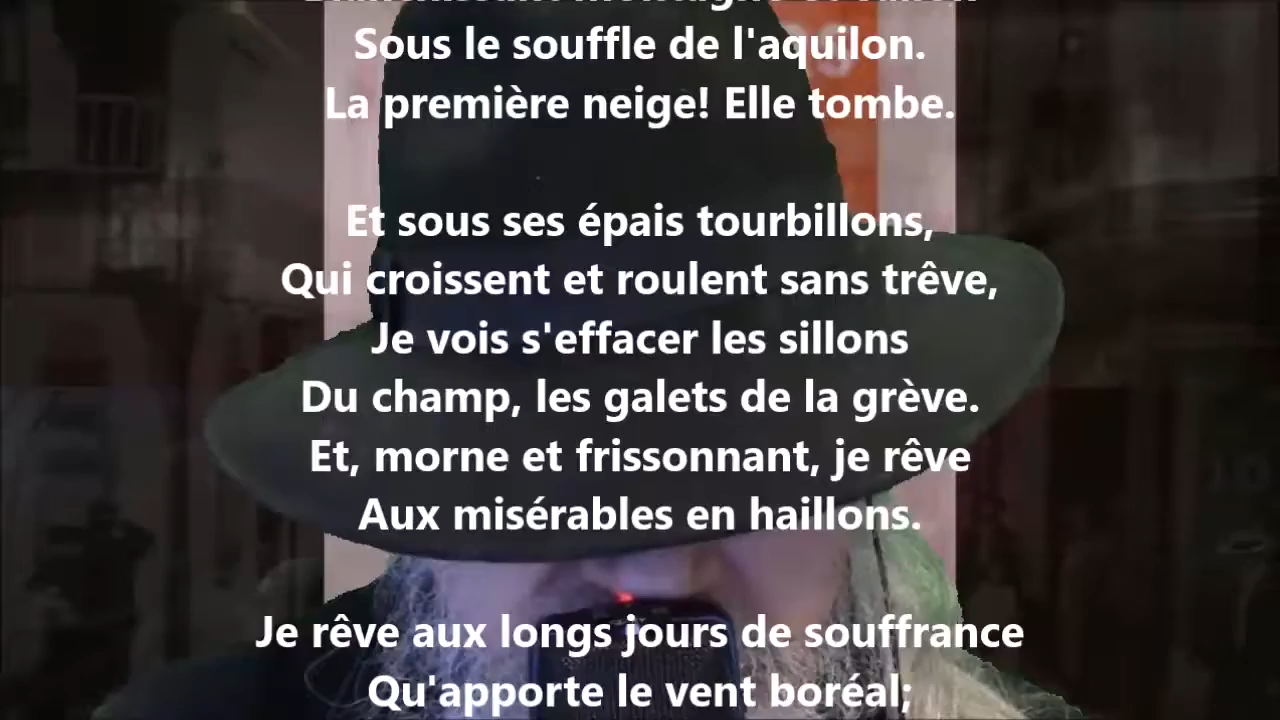 Sous le souffle de l'aquilon.
La première neige! Elle tombe.
Et sous ses épais tourbillons,
Qui croissent et roulent sans trêve,
Je vois s'effacer les sillons
Du champ, les galets de la grève.
Et, morne et frissonnant, je rêve
Aux misérables en haillons.
Je rêve aux longs jours de souffrance
Qu'apporte le vent boréal;